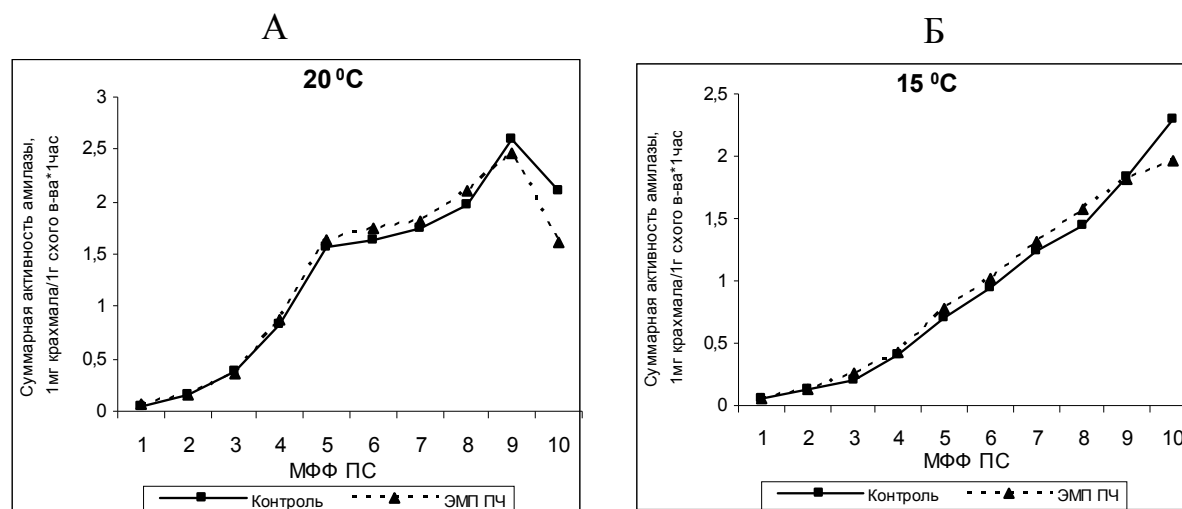 А
20 ⁰С
Суммарная активность амилазы,
1мг крахмала/1г схого в-ва*1час
3
2,5
2
1,5
1
0,5
0
1 2 3 4 5 6 7 8 9 10
МФФ ПС
Контроль ЭМП ПЧ
Б
15 ⁰С
Суммарная активность амилазы,
1мг крахмала/1г схого в-ва*1час
2,5
2
1,5
1
0,5
0
1 2 3 4 5 6 7 8 9 10
МФФ ПС
Контроль ЭМП ПЧ